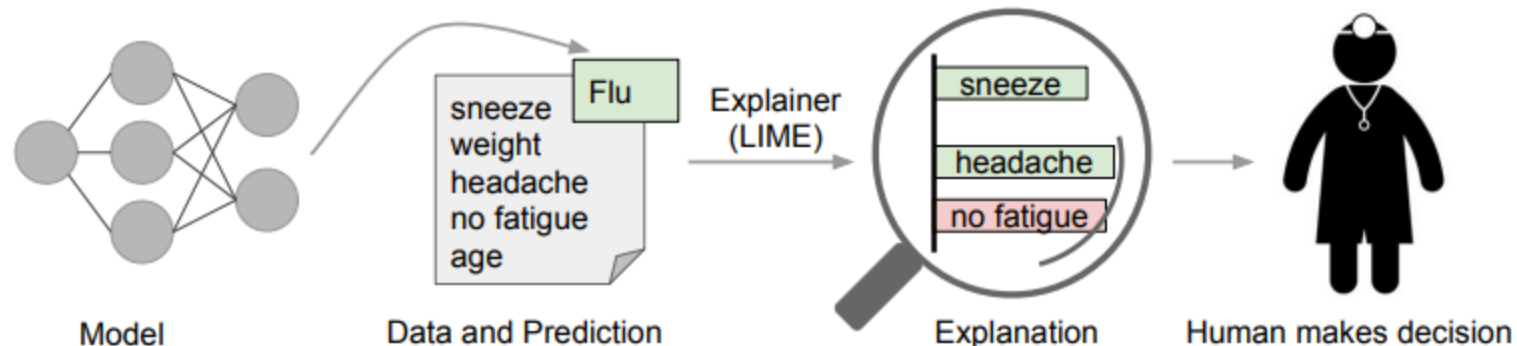 Flu
sneeze
weight
headache
no fatigue
age
Explainer
(LIME)
sneeze
headache
no fatigue
Model
Data and Prediction
Explanation
Human makes decision